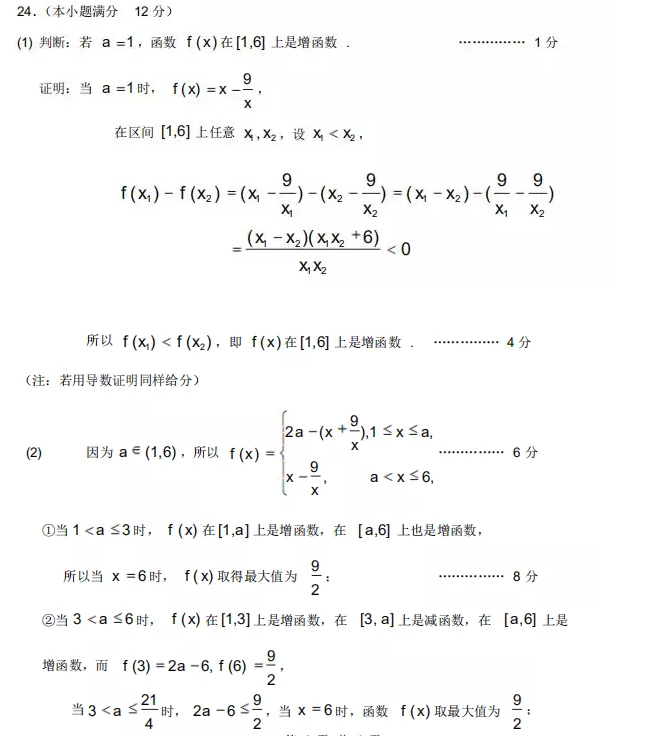 24.（本小题满分 12 分）
(1) 判断：若 a =1，函数 f (x) 在 [1,6] 上是增函数 . …………… 1 分
证明：当 a =1 时， f (x) = x − 9/x ，
在区间 [1,6] 上任意 x₁ , x₂ ，设 x₁ < x₂ ，
f (x₁) − f (x₂) = (x₁ − 9/x₁) − (x₂ − 9/x₂) = (x₁ − x₂) − (9/x₁ − 9/x₂)
= (x₁ − x₂)(x₁x₂ + 6) / x₁x₂ < 0
所以 f (x₁) < f (x₂) ，即 f (x) 在 [1,6] 上是增函数 . …………… 4 分
（注：若用导数证明同样给分）
(2) 因为 a ∈ (1,6) ，所以 f (x) = { 2a − (x + 9/x), 1 ≤ x ≤ a,
x − 9/x , a < x ≤ 6, …………… 6 分
①当 1 < a ≤ 3 时， f (x) 在 [1,a] 上是增函数，在 [a,6] 上也是增函数，
所以当 x = 6 时， f (x) 取得最大值为 9/2 ； …………… 8 分
②当 3 < a ≤ 6 时， f (x) 在 [1,3] 上是增函数，在 [3, a] 上是减函数，在 [a,6] 上是
增函数，而 f (3) = 2a − 6, f (6) = 9/2 ，
当 3 < a ≤ 21/4 时， 2a − 6 ≤ 9/2 ，当 x = 6 时，函数 f (x) 取最大值为 9/2 ；